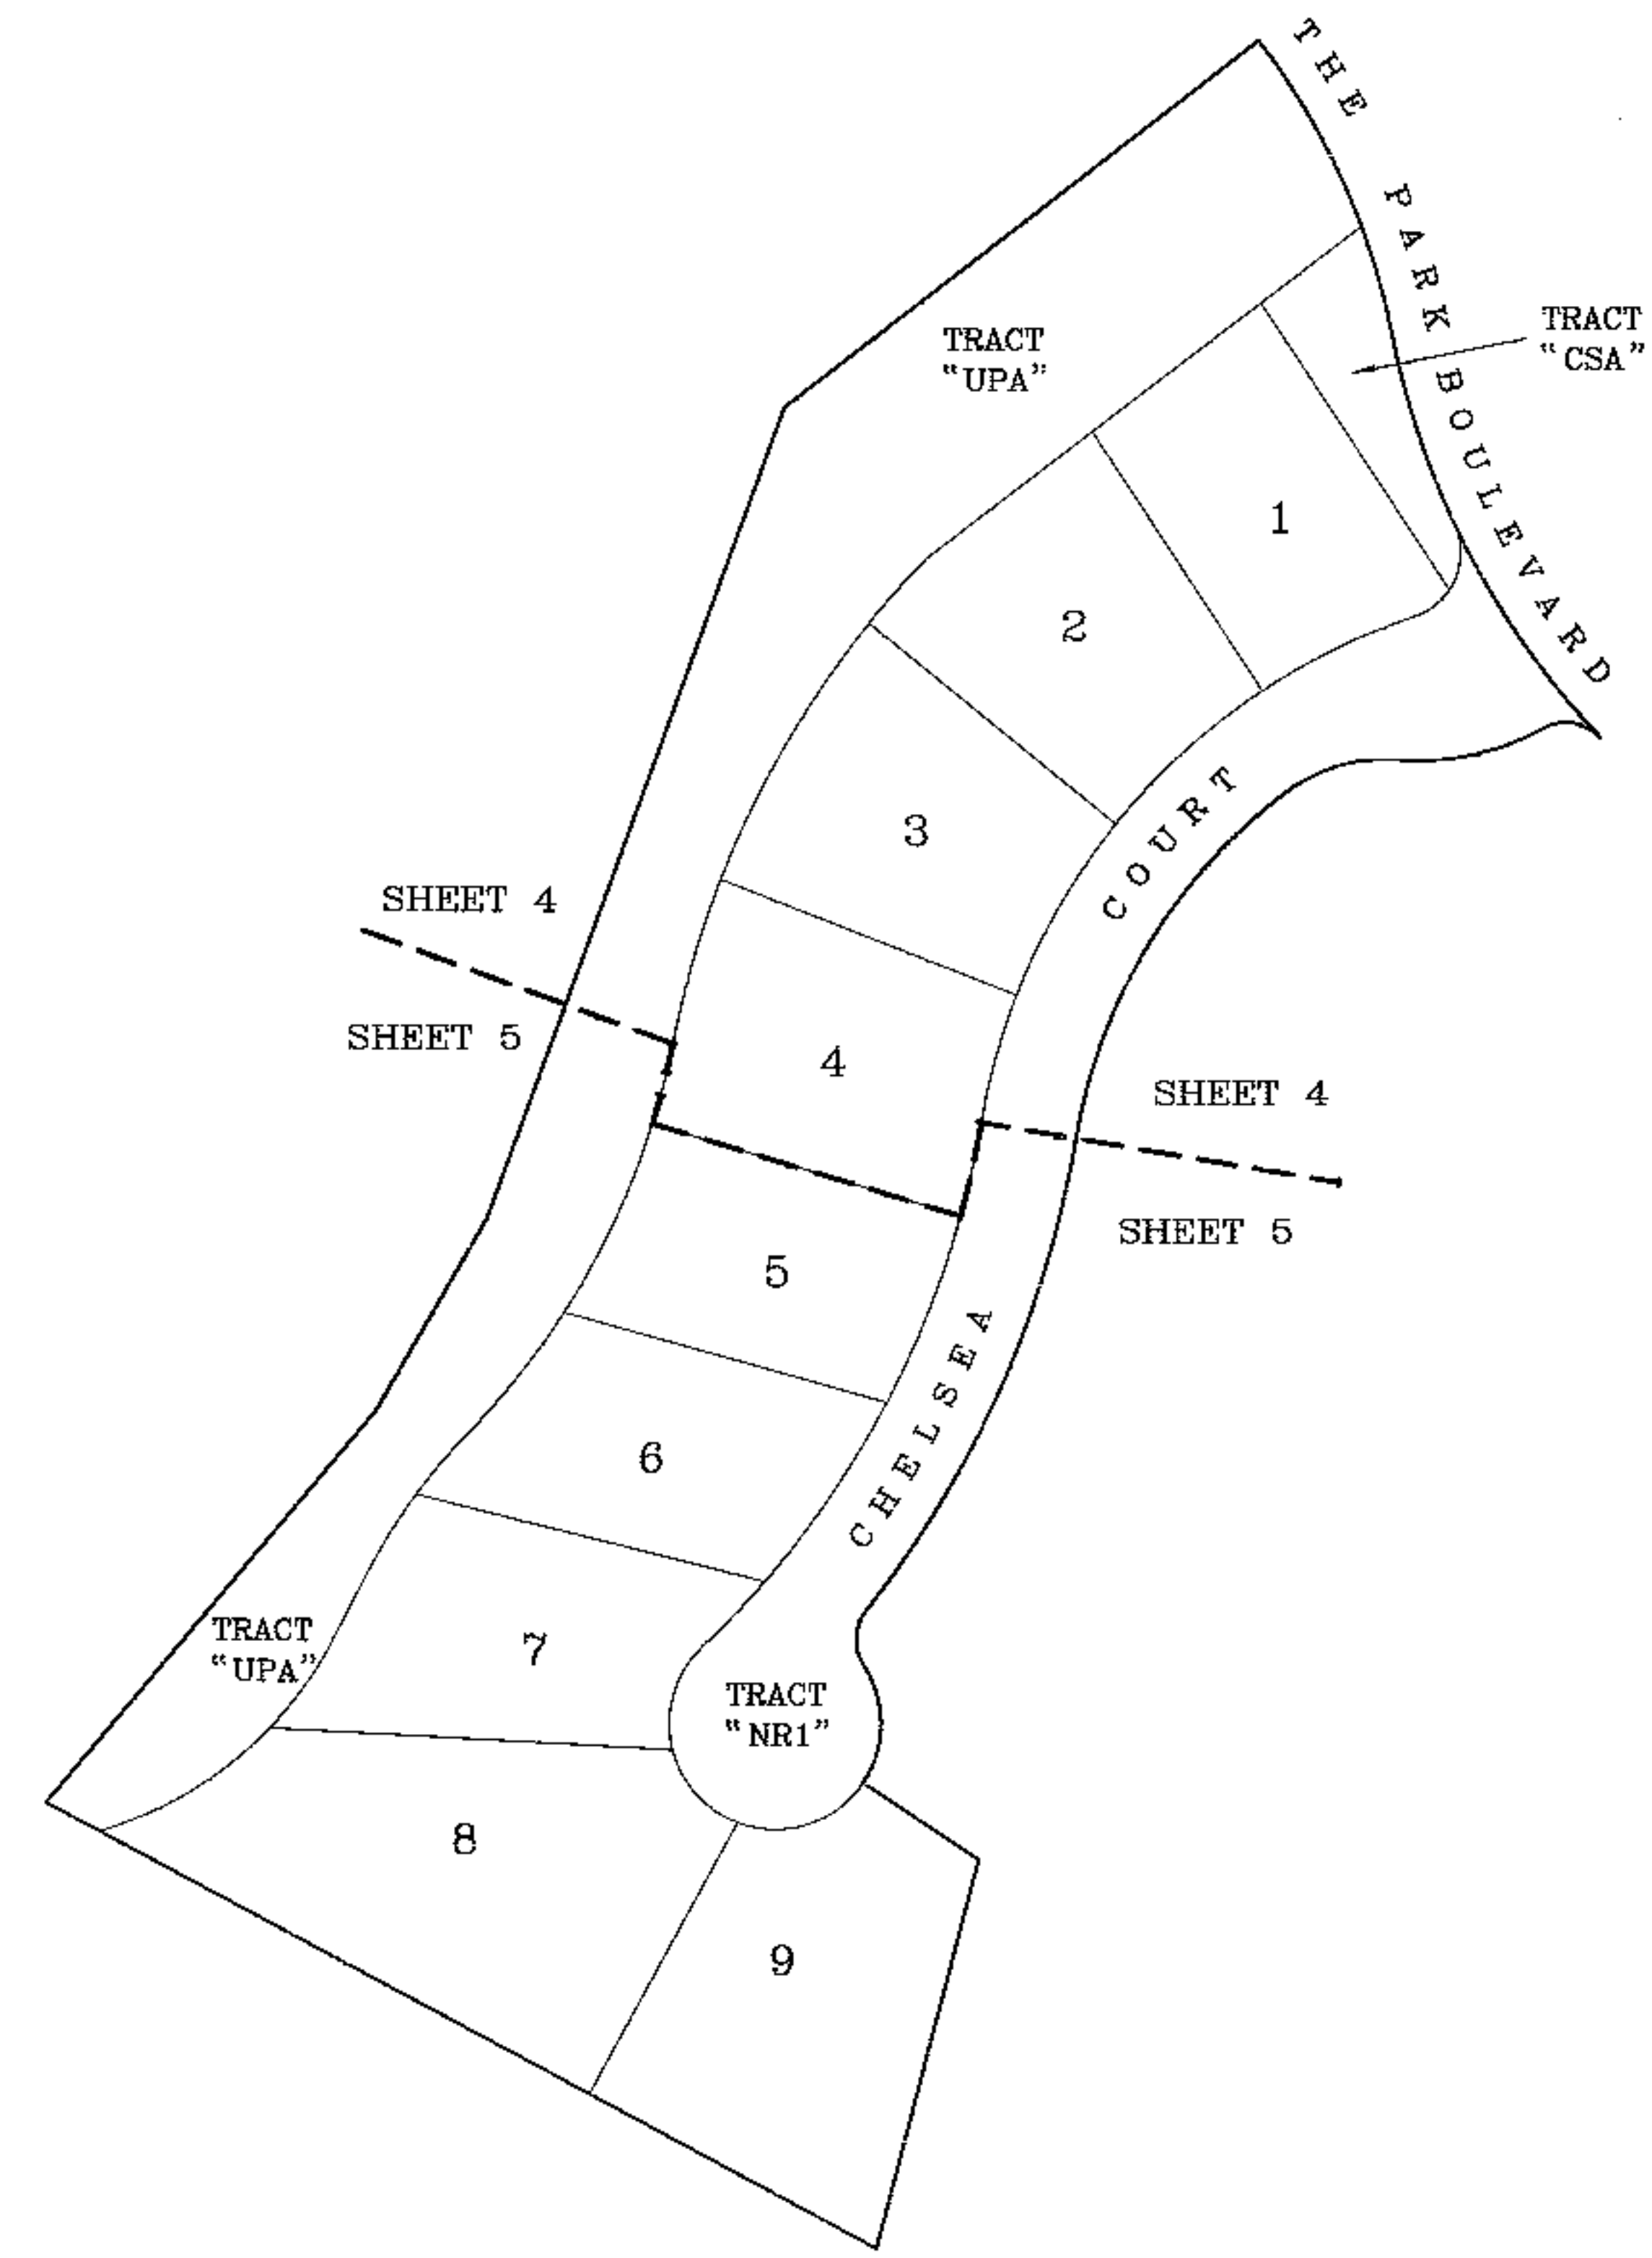 THE PARK BOULEVARD
TRACT
"CSA"
TRACT
"UPA"
1
2
3
COURT
SHEET 4
SHEET 5
4
SHEET 4
SHEET 5
5
CHELSEA
6
7
TRACT
"UPA"
TRACT
"NR1"
8
9